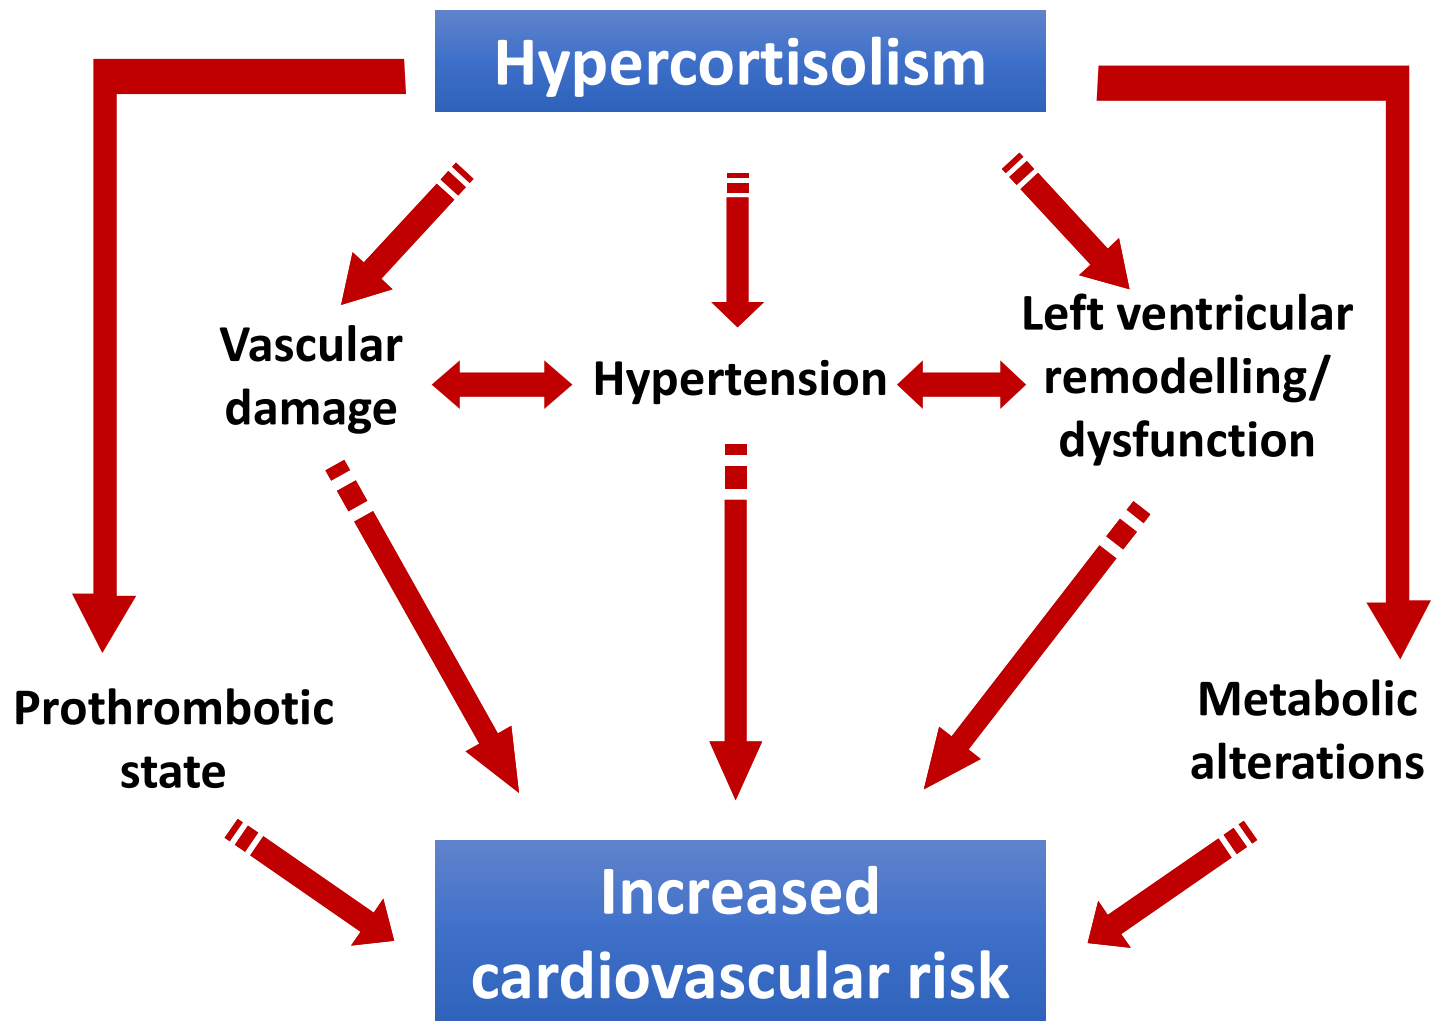 Hypercortisolism
Vascular
damage
Hypertension
Left ventricular
remodelling/
dysfunction
Prothrombotic
state
Metabolic
alterations
Increased
cardiovascular risk